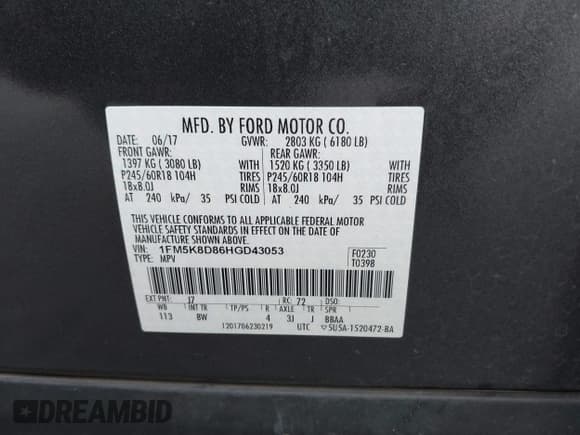 MFD. BY FORD MOTOR CO.
DATE: 06/17 GVWR: 2803 KG ( 6180 LB)
FRONT GAWR: REAR GAWR:
1397 KG ( 3080 LB) WITH 1520 KG ( 3350 LB) WITH
P245/60R18 104H TIRES P245/60R18 104H TIRES
18x8.0J RIMS 18x8.0J RIMS
AT 240 kPa/ 35 PSI COLD AT 240 kPa/ 35 PSI COLD
THIS VEHICLE CONFORMS TO ALL APPLICABLE FEDERAL MOTOR
VEHICLE SAFETY STANDARDS IN EFFECT ON THE DATE OF
MANUFACTURE SHOWN ABOVE.
VIN: 1FM5K8D86HGD43053 F0230
TYPE: MPV T0398
EXT PNT: J7 RC: 72 DSO:
WB INT TR TP/PS R AXLE TR SPR
113 BW 4 3J J BBAA
1201706230219 UTC ▽5U5A-1520472-BA
DREAMBID